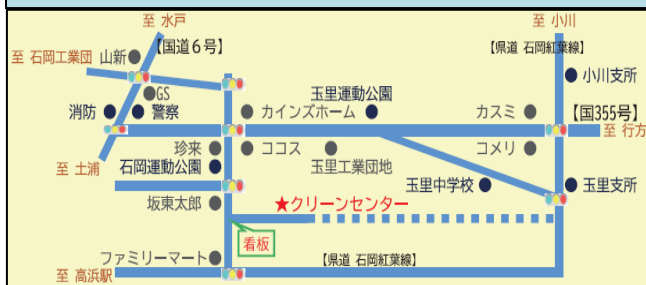 至 水戸
至 小川
【国道6号】
【県道 石岡紅葉線】
至 石岡工業団
山新
小川支所
GS
玉里運動公園
消防
警察
カインズホーム
カスミ
【国355号】
至 行方
珍来
ココス
コメリ
至 土浦
石岡運動公園
玉里工業団地
玉里中学校
玉里支所
坂東太郎
★クリーンセンター
看板
ファミリーマート
【県道 石岡紅葉線】
至 高浜駅